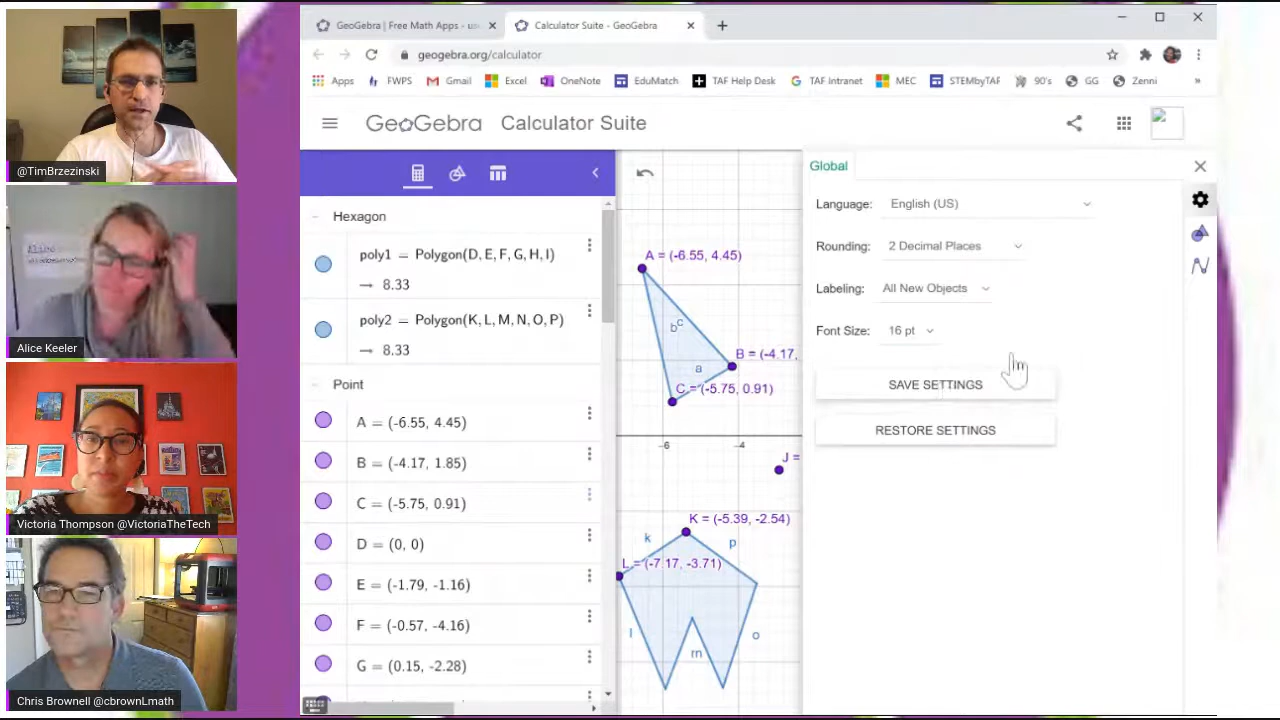 @TimBrzezinski
Alice Keeler
Victoria Thompson @VictoriaTheTech
Chris Brownell @cbrownLmath
GeoGebra | Free Math Apps - us
Calculator Suite - GeoGebra
geogebra.org/calculator
Apps FWPS Gmail Excel OneNote EduMatch TAF Help Desk TAF Intranet MEC STEMbyTAF 90's GG Zenni »
GeoGebra Calculator Suite
Hexagon
poly1 = Polygon(D, E, F, G, H, I)
→ 8.33
poly2 = Polygon(K, L, M, N, O, P)
→ 8.33
Point
A = (-6.55, 4.45)
B = (-4.17, 1.85)
C = (-5.75, 0.91)
D = (0, 0)
E = (-1.79, -1.16)
F = (-0.57, -4.16)
G = (0.15, -2.28)
A = (-6.55, 4.45)
b c
B = (-4.17,
a
C = (-5.75, 0.91)
-6 -4
J =
K = (-5.39, -2.54)
k p
L = (-7.17, -3.71)
l m o
Global
Language: English (US)
Rounding: 2 Decimal Places
Labeling: All New Objects
Font Size: 16 pt
SAVE SETTINGS
RESTORE SETTINGS